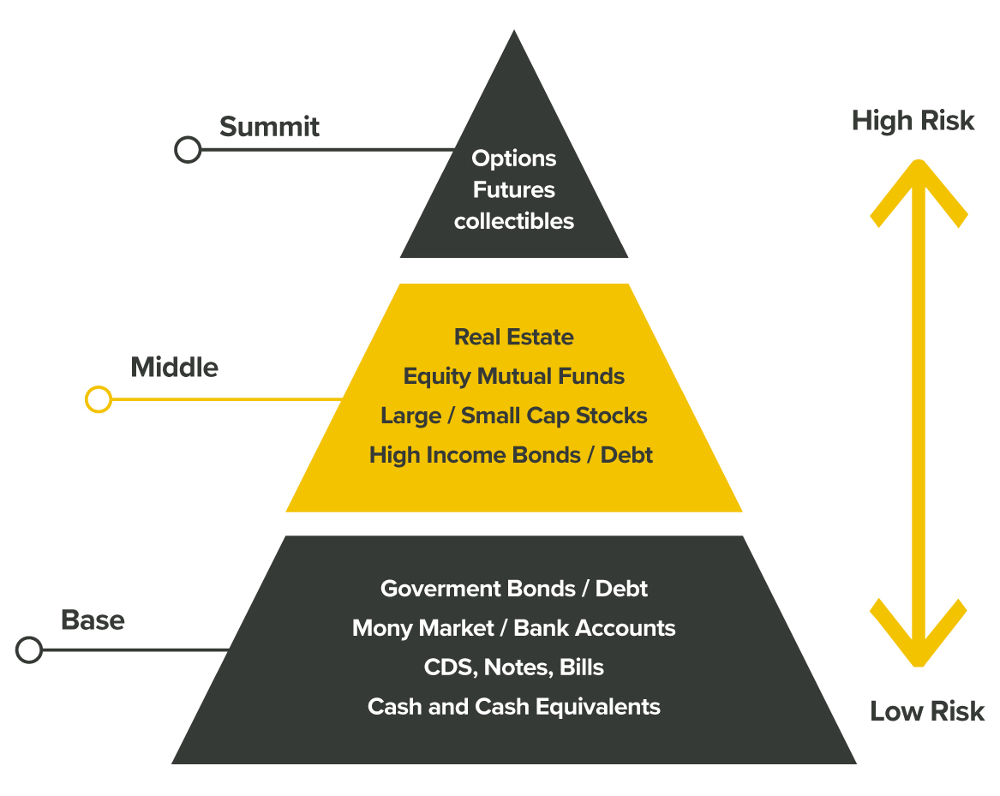 Summit
High Risk
Options
Futures
collectibles
Middle
Real Estate
Equity Mutual Funds
Large / Small Cap Stocks
High Income Bonds / Debt
Base
Goverment Bonds / Debt
Mony Market / Bank Accounts
CDS, Notes, Bills
Cash and Cash Equivalents
Low Risk